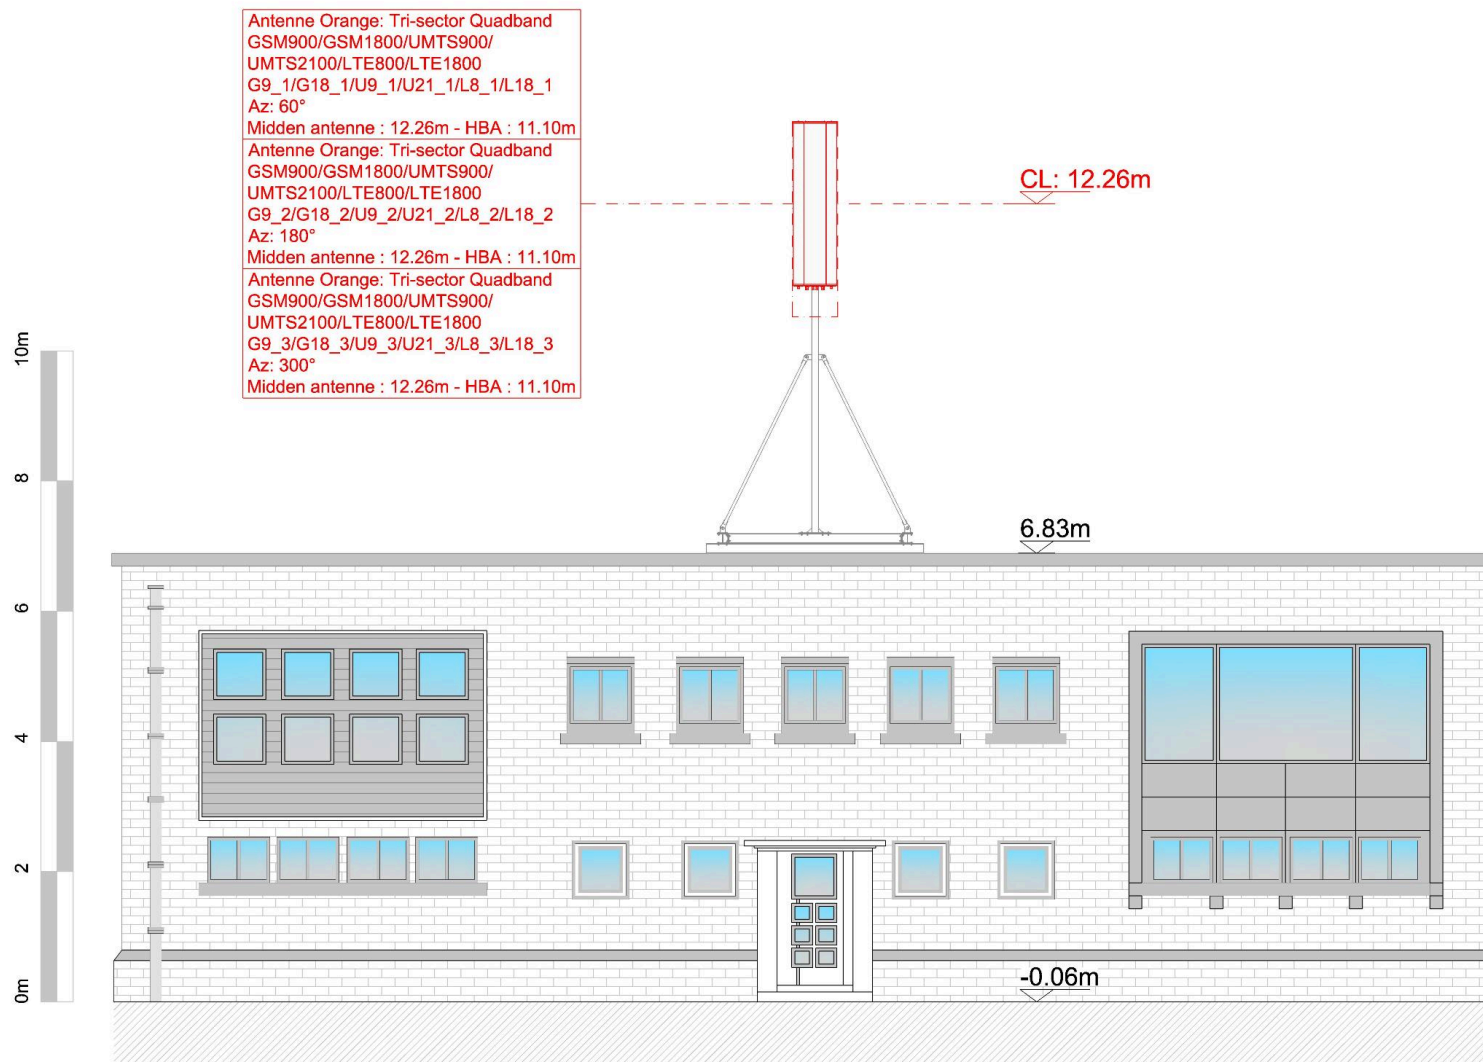 Antenne Orange: Tri-sector Quadband
GSM900/GSM1800/UMTS900/
UMTS2100/LTE800/LTE1800
G9_1/G18_1/U9_1/U21_1/L8_1/L18_1
Az: 60°
Midden antenne : 12.26m - HBA : 11.10m
Antenne Orange: Tri-sector Quadband
GSM900/GSM1800/UMTS900/
UMTS2100/LTE800/LTE1800
G9_2/G18_2/U9_2/U21_2/L8_2/L18_2
Az: 180°
Midden antenne : 12.26m - HBA : 11.10m
Antenne Orange: Tri-sector Quadband
GSM900/GSM1800/UMTS900/
UMTS2100/LTE800/LTE1800
G9_3/G18_3/U9_3/U21_3/L8_3/L18_3
Az: 300°
Midden antenne : 12.26m - HBA : 11.10m
CL: 12.26m
10m
8
6.83m
6
4
2
0m
-0.06m